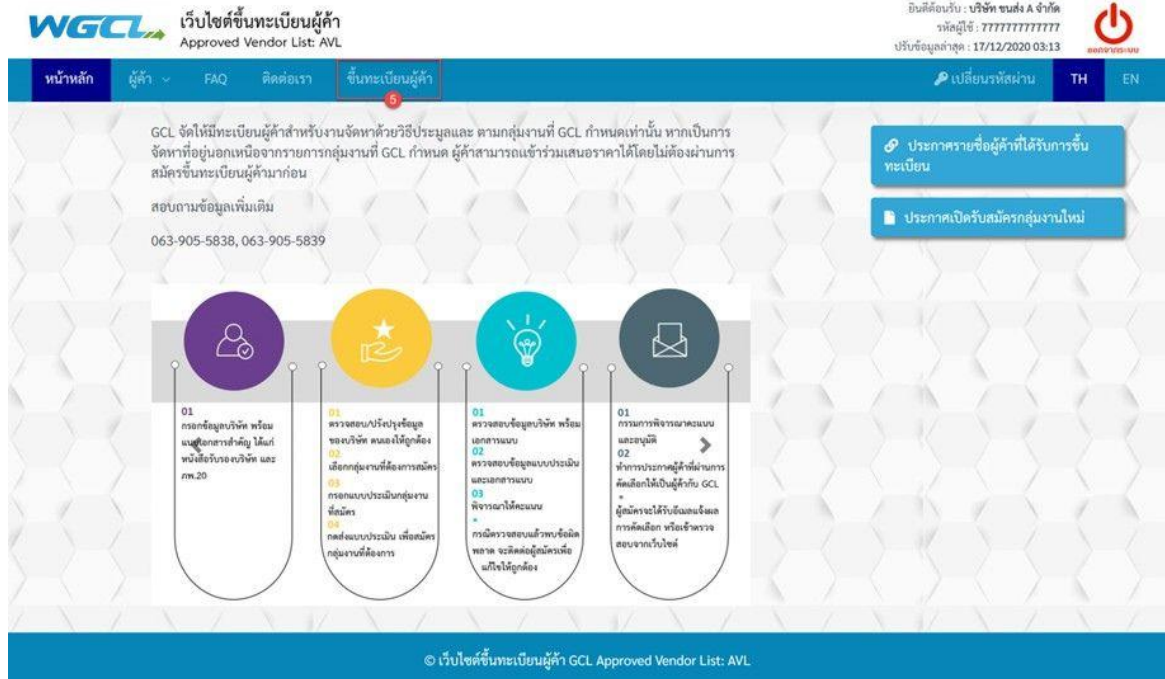 WGCL
เว็บไซต์ขึ้นทะเบียนผู้ค้า
Approved Vendor List: AVL
ยินดีต้อนรับ : บริษัท ขนส่ง A จำกัด
รหัสผู้ใช้ : 7777777777777
ปรับข้อมูลล่าสุด : 17/12/2020 03:13
ออกจากระบบ
หน้าหลัก ผู้ค้า FAQ ติดต่อเรา ขึ้นทะเบียนผู้ค้า เปลี่ยนรหัสผ่าน TH EN
5
GCL จัดให้มีทะเบียนผู้ค้าสำหรับงานจัดหาด้วยวิธีประมูลและ ตามกลุ่มงานที่ GCL กำหนดเท่านั้น หากเป็นการ
จัดหาที่อยู่นอกเหนือจากรายการกลุ่มงานที่ GCL กำหนด ผู้ค้าสามารถเข้าร่วมเสนอราคาได้โดยไม่ต้องผ่านการ
สมัครขึ้นทะเบียนผู้ค้ามาก่อน
สอบถามข้อมูลเพิ่มเติม
063-905-5838, 063-905-5839
ประกาศรายชื่อผู้ค้าที่ได้รับการขึ้น
ทะเบียน
ประกาศเปิดรับสมัครกลุ่มงานใหม่
01
กรอกข้อมูลบริษัท พร้อม
แนบเอกสารสำคัญ ได้แก่
หนังสือรับรองบริษัท และ
ภพ.20
01
ตรวจสอบ/ปรับปรุงข้อมูล
ของบริษัท ตนเองให้ถูกต้อง
02
เลือกกลุ่มงานที่ต้องการสมัคร
03
กรอกแบบประเมินกลุ่มงาน
ที่สมัคร
04
กดส่งแบบประเมิน เพื่อสมัคร
กลุ่มงานที่ต้องการ
01
ตรวจสอบข้อมูลบริษัท พร้อม
เอกสารแนบ
02
ตรวจสอบข้อมูลแบบประเมิน
และเอกสารแนบ
03
พิจารณาให้คะแนน
*
กรณีตรวจสอบแล้วพบข้อผิด
พลาด จะติดต่อผู้สมัครเพื่อ
แก้ไขให้ถูกต้อง
01
กรรมการพิจารณาคะแนน
และอนุมัติ
02
ทำการประกาศผู้ค้าที่ผ่านการ
คัดเลือกให้เป็นผู้ค้ากับ GCL
*
ผู้สมัครจะได้รับอีเมลแจ้งผล
การคัดเลือก หรือเข้าตรวจ
สอบจากเว็บไซต์
© เว็บไซต์ขึ้นทะเบียนผู้ค้า GCL Approved Vendor List: AVL